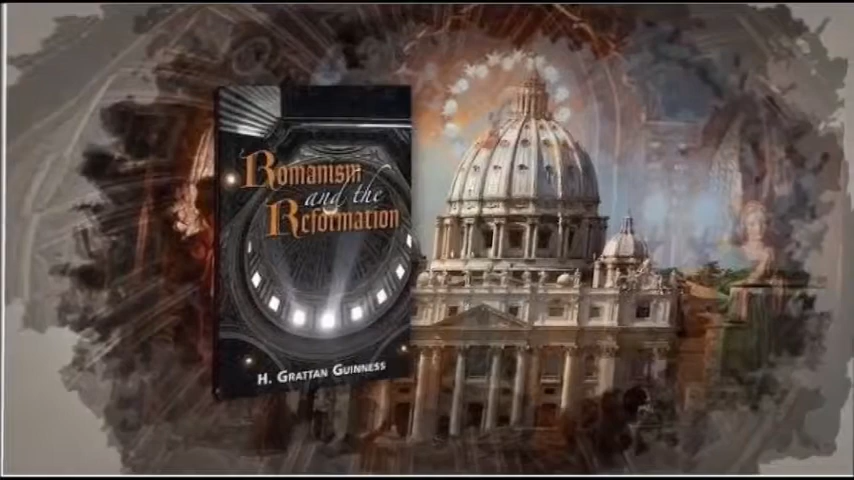 Romanism
and the
Reformation
H. Grattan Guinness